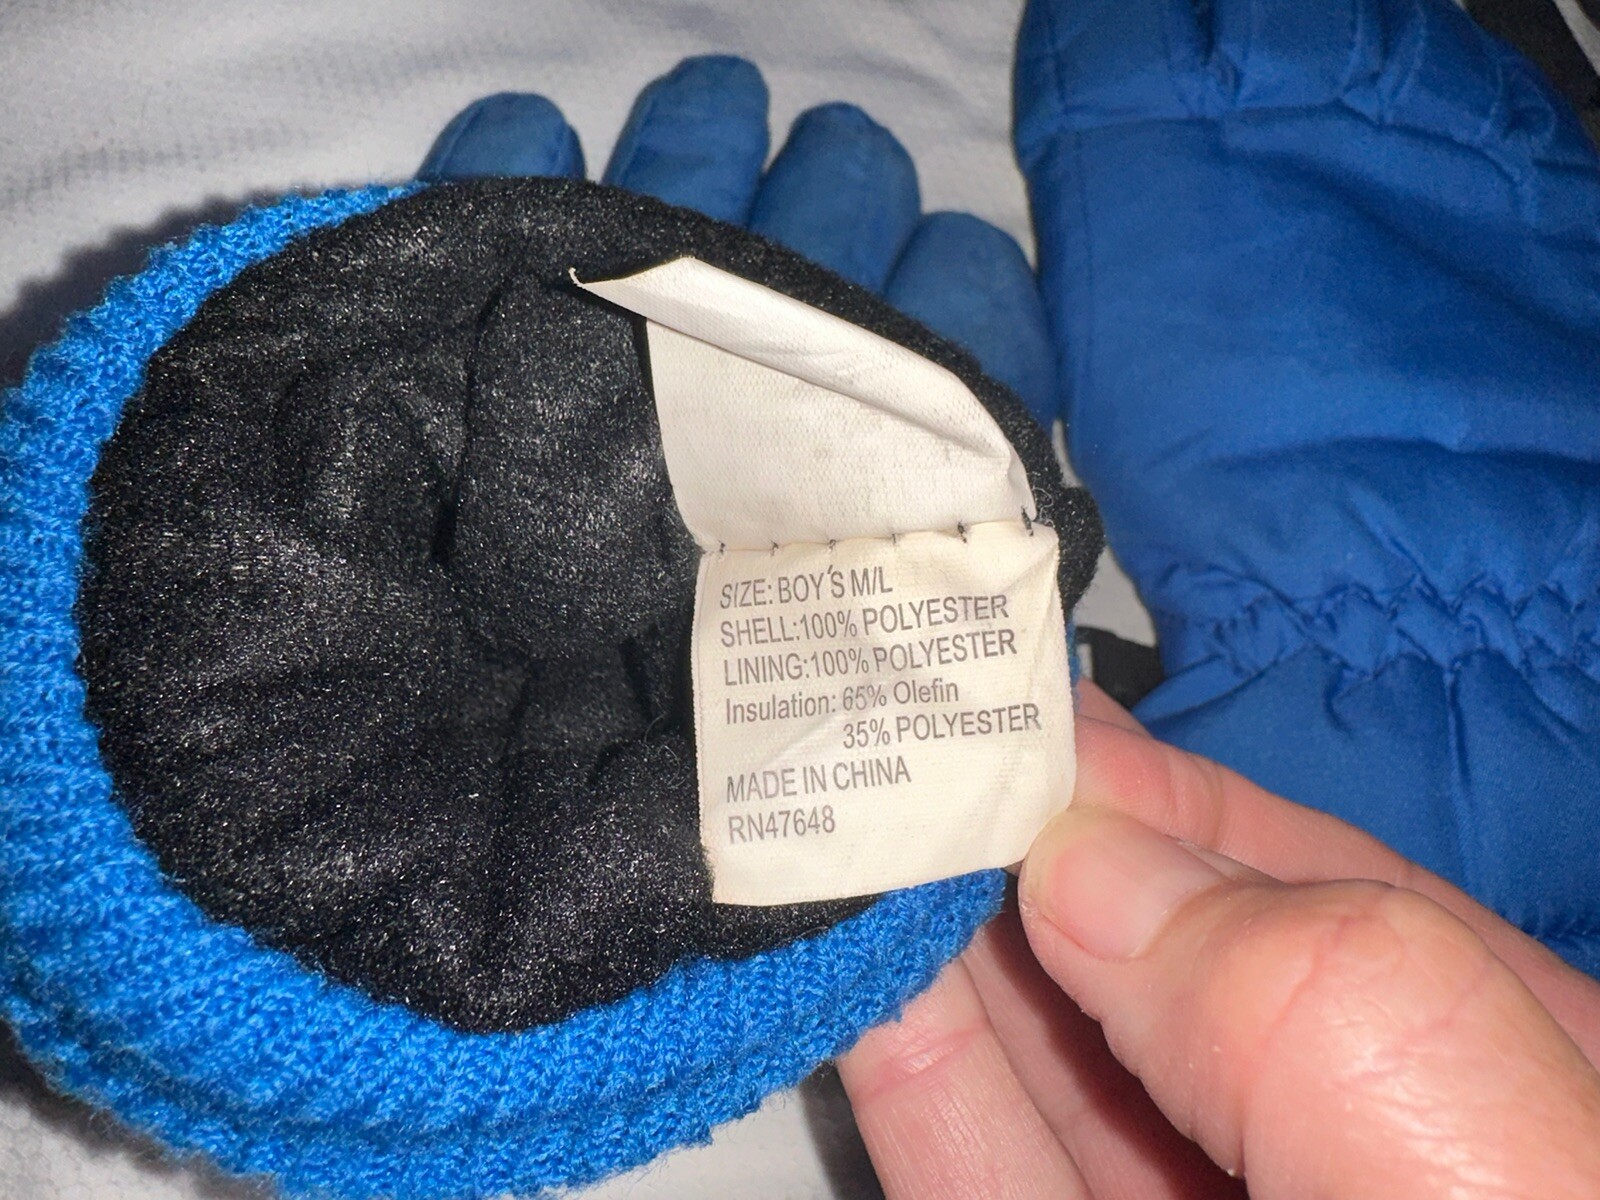 SIZE: BOY'S M/L
SHELL:100% POLYESTER
LINING:100% POLYESTER
Insulation: 65% Olefin
35% POLYESTER
MADE IN CHINA
RN47648